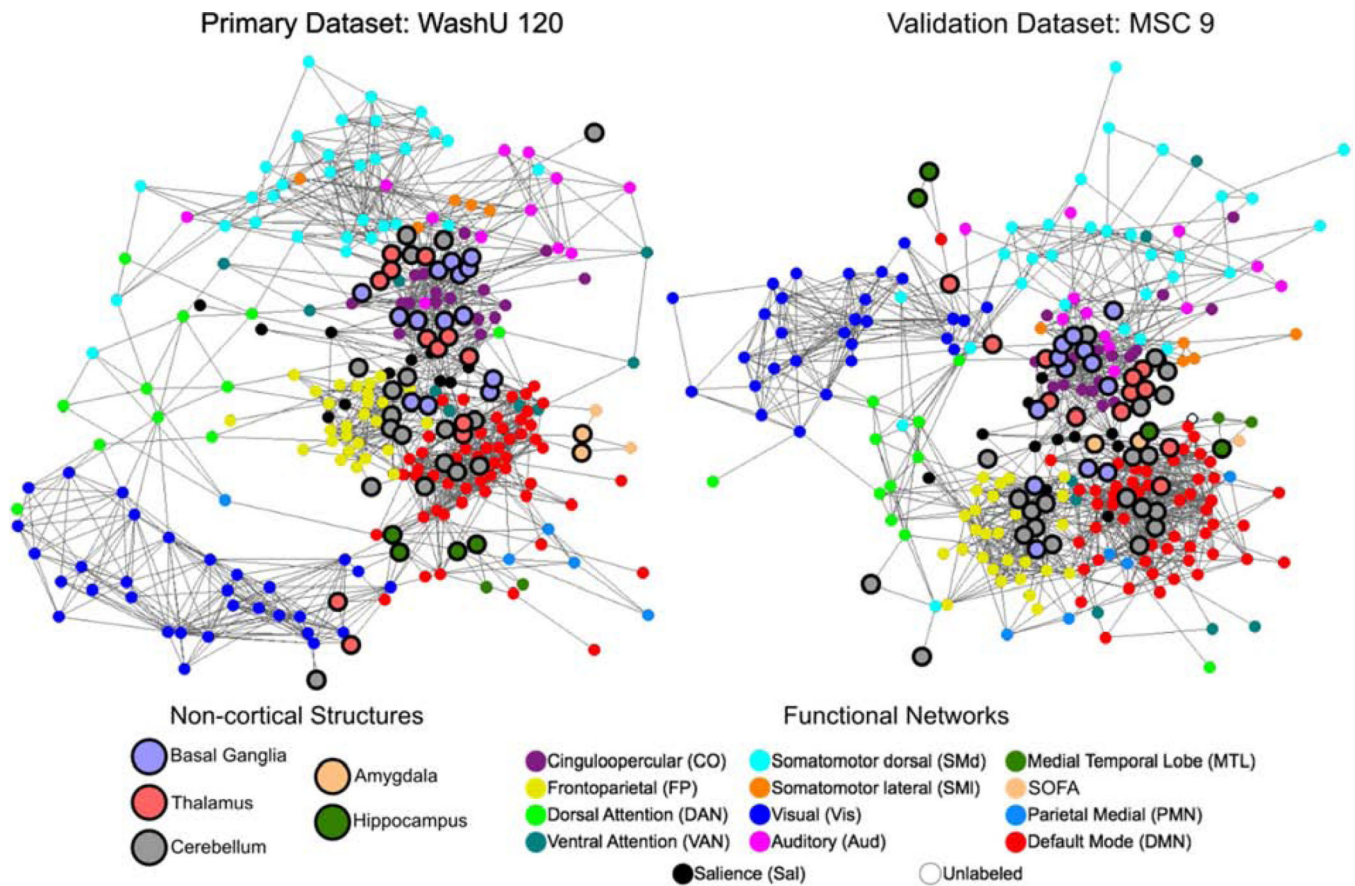 Primary Dataset: WashU 120
Validation Dataset: MSC 9
Non-cortical Structures
Basal Ganglia
Thalamus
Cerebellum
Amygdala
Hippocampus
Functional Networks
Cinguloopercular (CO)
Frontoparietal (FP)
Dorsal Attention (DAN)
Ventral Attention (VAN)
Somatomotor dorsal (SMd)
Somatomotor lateral (SMl)
Visual (Vis)
Auditory (Aud)
Medial Temporal Lobe (MTL)
SOFA
Parietal Medial (PMN)
Default Mode (DMN)
Salience (Sal)
Unlabeled